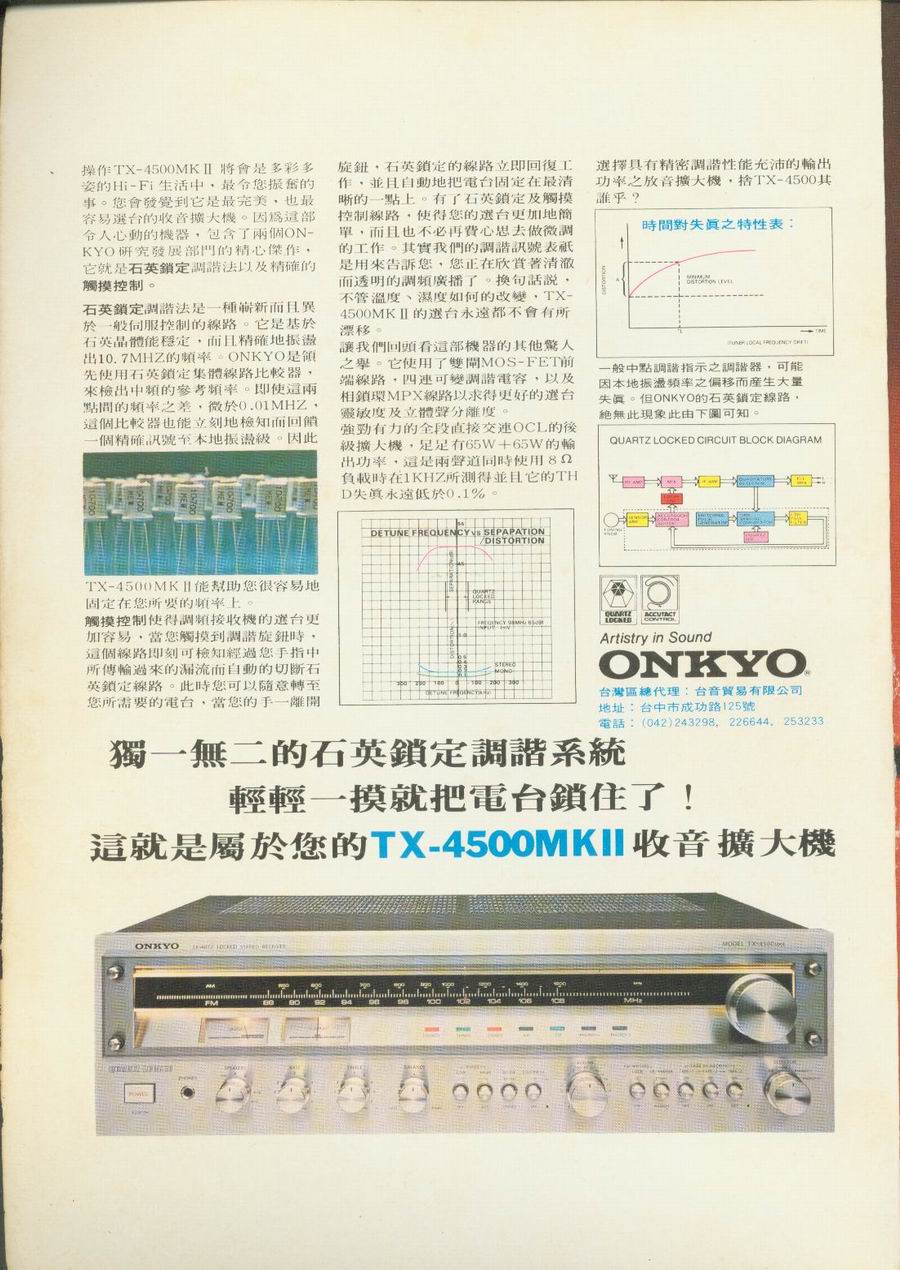 操作TX-4500MKⅡ 將會是多彩多
姿的Hi-Fi 生活中，最令您振奮的
事。您會發覺到它是最完美，也最
容易選台的收音擴大機。因爲這部
令人心動的機器，包含了兩個ON-
KYO研究發展部門的精心傑作，
它就是石英鎖定調諧法以及精確的
觸摸控制。
石英鎖定調諧法是一種嶄新而且異
於一般伺服控制的線路。它是基於
石英晶體能穩定，而且精確地振盪
出10.7MHZ的頻率。ONKYO是領
先使用石英鎖定集體線路比較器，
來檢出中頻的參考頻率。即使這兩
點間的頻率之差，微於0.01MHZ，
這個比較器也能立刻地檢知而回饋
一個精確訊號至本地振盪級。因此
TX-4500MKⅡ能幫助您很容易地
固定在您所要的頻率上。
觸摸控制使得調頻接收機的選台更
加容易，當您觸摸到調諧旋鈕時，
這個線路即刻可檢知經過您手指中
所傳輸過來的漏流而自動的切斷石
英鎖定線路。此時您可以隨意轉至
您所需要的電台，當您的手一離開
旋鈕，石英鎖定的線路立即回復工
作，並且自動地把電台固定在最清
晰的一點上。有了石英鎖定及觸摸
控制線路，使得您的選台更加地簡
單，而且也不必再費心思去做微調
的工作。其實我們的調諧訊號表祇
是用來告訴您，您正在欣賞著清澈
而透明的調頻廣播了。換句話説，
不管溫度、濕度如何的改變，TX-
4500MKⅡ的選台永遠都不會有所
漂移。
讓我們回頭看這部機器的其他驚人
之舉。它使用了雙閘MOS-FET前
端線路，四連可變調諧電容，以及
相鎖環MPX線路以求得更好的選台
靈敏度及立體聲分離度。
強勁有力的全段直接交連OCL的後
級擴大機，足足有65W＋65W的輸
出功率，這是兩聲道同時使用8Ω
負載時在1KHZ所測得並且它的TH
D失眞永遠低於0.1%。
DETUNE FREQUENCY vs SEPAPATION
/DISTORTION
QUARTZ
LOCKED
RANGE
STEREO
MONO
DETUNE FREQUENCY(kHz)
選擇具有精密調諧性能充沛的輸出
功率之放音擴大機，捨TX-4500其
誰乎？
時間對失眞之特性表：
DISTORTION
MINIMUM
DISTORTION LEVEL
TIME
(TUNER LOCAL FREQUENCY DRIFT)
一般中點調諧指示之調諧器，可能
因本地振盪頻率之偏移而産生大量
失眞。但ONKYO的石英鎖定線路，
絶無此現象此由下圖可知。
QUARTZ LOCKED CIRCUIT BLOCK DIAGRAM
QUARTZ
LOCKED
ACCUTACT
CONTROL
Artistry in Sound
ONKYO®
台灣區總代理：台音貿易有限公司
地址：台中市成功路125號
電話：(042)243298, 226644, 253233
獨一無二的石英鎖定調諧系統
輕輕一摸就把電台鎖住了！
這就是屬於您的TX-4500MKII收音擴大機
ONKYO QUARTZ LOCKED STEREO RECEIVER
AM
FM 88 90 92 94 96 98 100 102 104 106 108 MHz
POWER